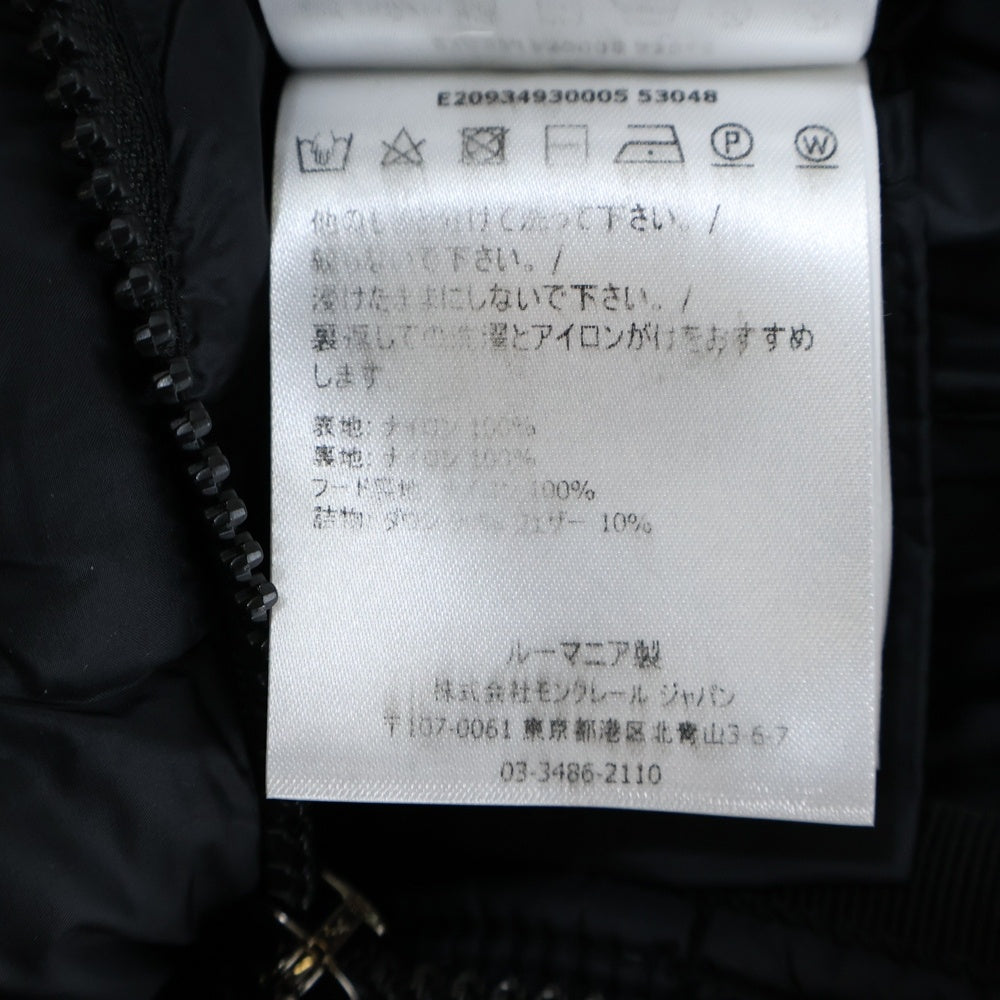 E20934930005 53048
P W
他のものと分けて洗って下さい。/
絞らないで下さい。/
浸けたままにしないで下さい。/
裏返しての洗濯とアイロンがけをおすすめ
します
表地: ナイロン 100%
裏地: ナイロン 100%
フード裏地: ナイロン 100%
詰物: ダウン フェザー 10%
ルーマニア製
株式会社モンクレール ジャパン
〒107-0061 東京都港区北青山3-6-7
03-3486-2110